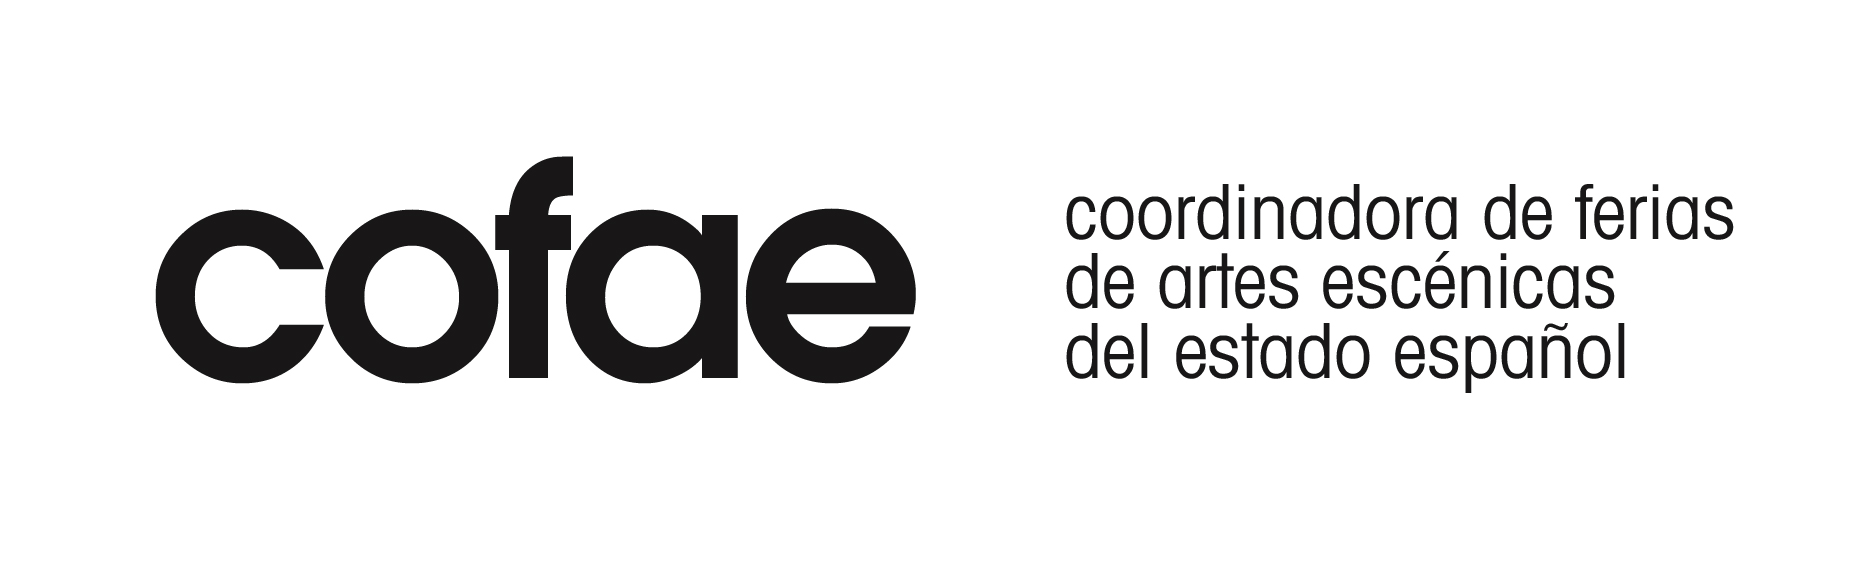 cofae
coordinadora de ferias
de artes escénicas
del estado español